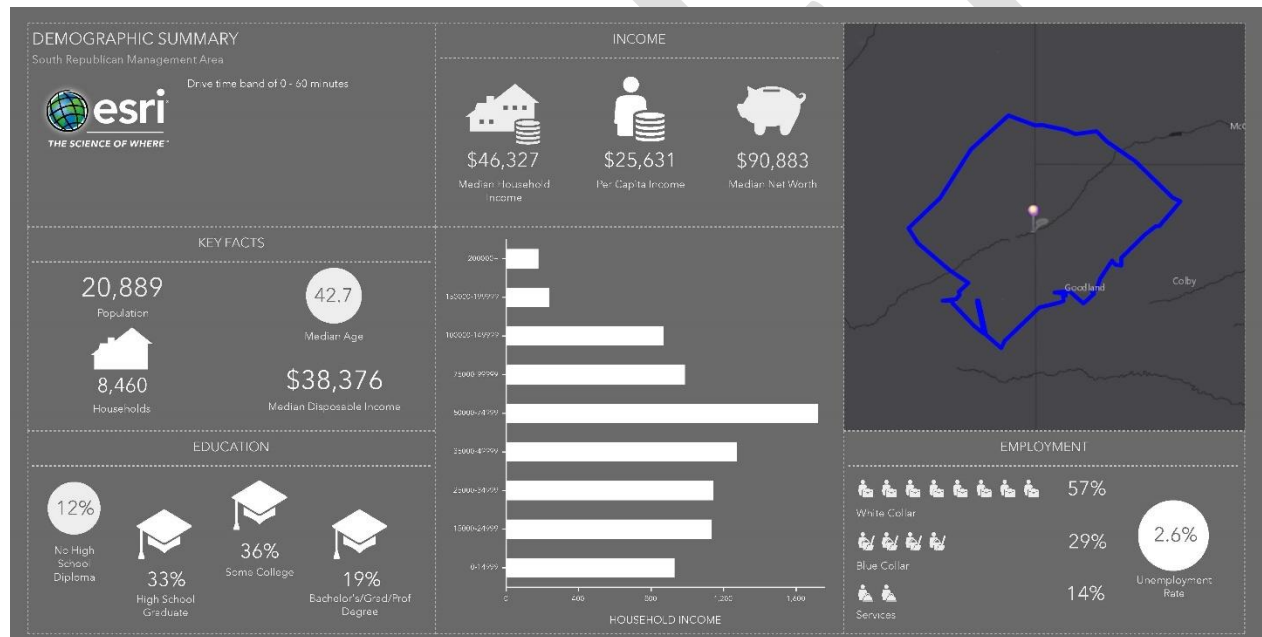 DEMOGRAPHIC SUMMARY
South Republican Management Area
Drive time band of 0 - 60 minutes
esri
THE SCIENCE OF WHERE
KEY FACTS
20,889
Population
42.7
Median Age
8,460
Households
$38,376
Median Disposable Income
EDUCATION
12%
No High
School
Diploma
33%
High School
Graduate
36%
Some College
19%
Bachelor's/Grad/Prof
Degree
INCOME
$46,327
Median Household
Income
$25,631
Per Capita Income
$90,883
Median Net Worth
200000+
150000-199999
100000-149999
75000-99999
50000-74999
35000-49999
25000-34999
15000-24999
0-14999
0
400
800
1,200
1,600
HOUSEHOLD INCOME
Goodland
Colby
EMPLOYMENT
57%
White Collar
29%
Blue Collar
14%
Services
2.6%
Unemployment
Rate